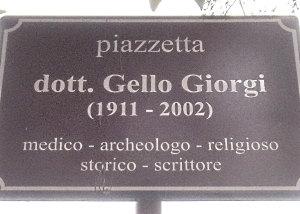 piazzetta
dott. Gello Giorgi
(1911 - 2002)
medico - archeologo - religioso
storico - scrittore